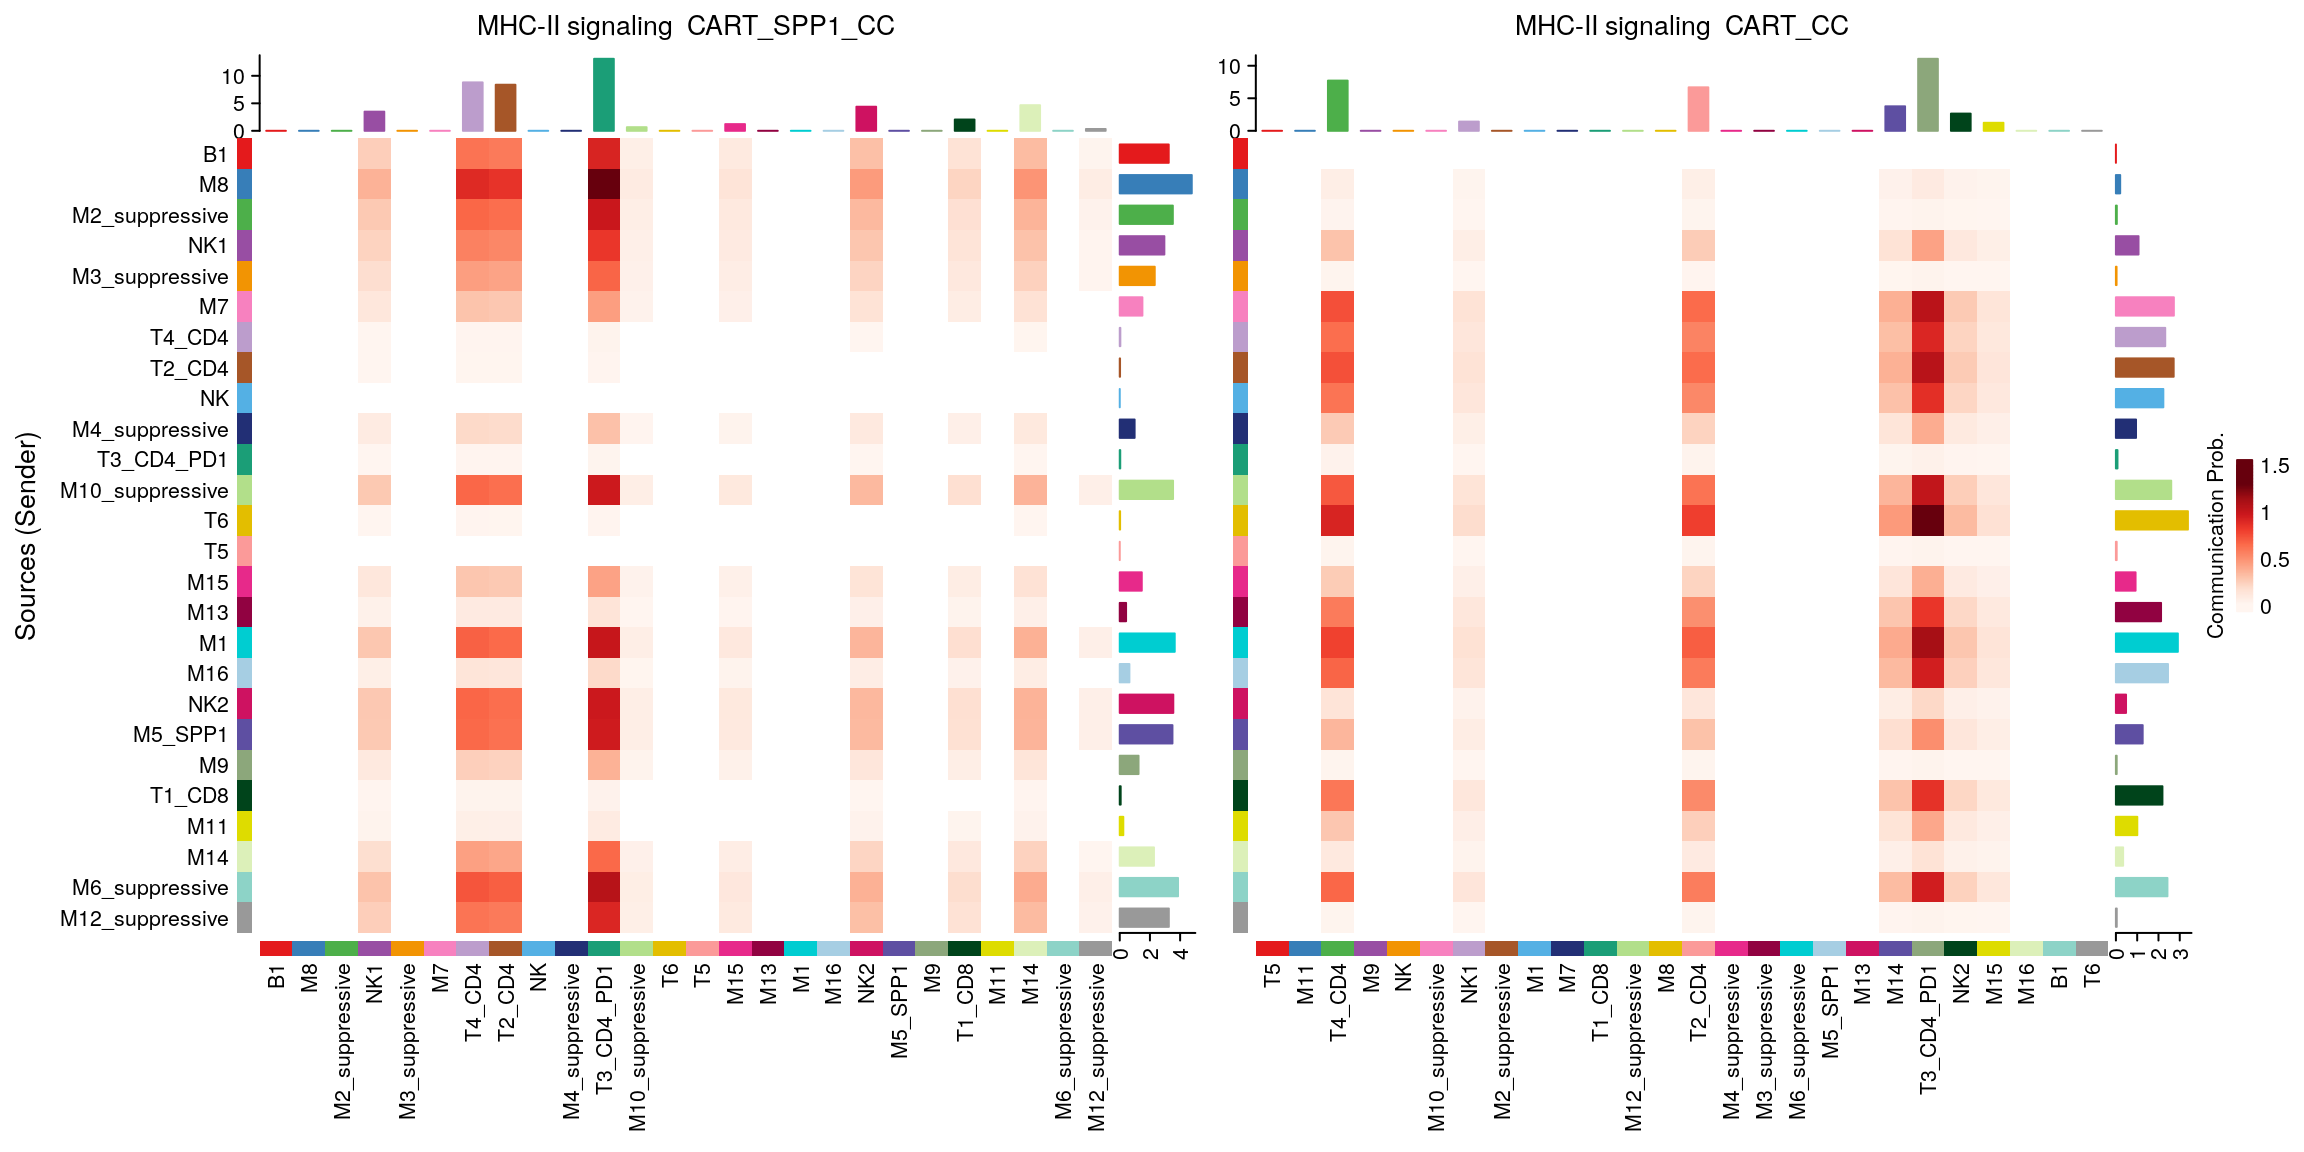 MHC-II signaling CART_SPP1_CC
MHC-II signaling CART_CC
10
5
0
10
5
0
Sources (Sender)
B1
M8
M2_suppressive
NK1
M3_suppressive
M7
T4_CD4
T2_CD4
NK
M4_suppressive
T3_CD4_PD1
M10_suppressive
T6
T5
M15
M13
M1
M16
NK2
M5_SPP1
M9
T1_CD8
M11
M14
M6_suppressive
M12_suppressive
B1
M8
M2_suppressive
NK1
M3_suppressive
M7
T4_CD4
T2_CD4
NK
M4_suppressive
T3_CD4_PD1
M10_suppressive
T6
T5
M15
M13
M1
M16
NK2
M5_SPP1
M9
T1_CD8
M11
M14
M6_suppressive
M12_suppressive
0
2
4
T5
M11
T4_CD4
M9
NK
M10_suppressive
NK1
M2_suppressive
M1
M7
T1_CD8
M12_suppressive
M8
T2_CD4
M4_suppressive
M3_suppressive
M6_suppressive
M5_SPP1
M13
M14
T3_CD4_PD1
NK2
M15
M16
B1
T6
0
1
2
3
Communication Prob.
1.5
1
0.5
0